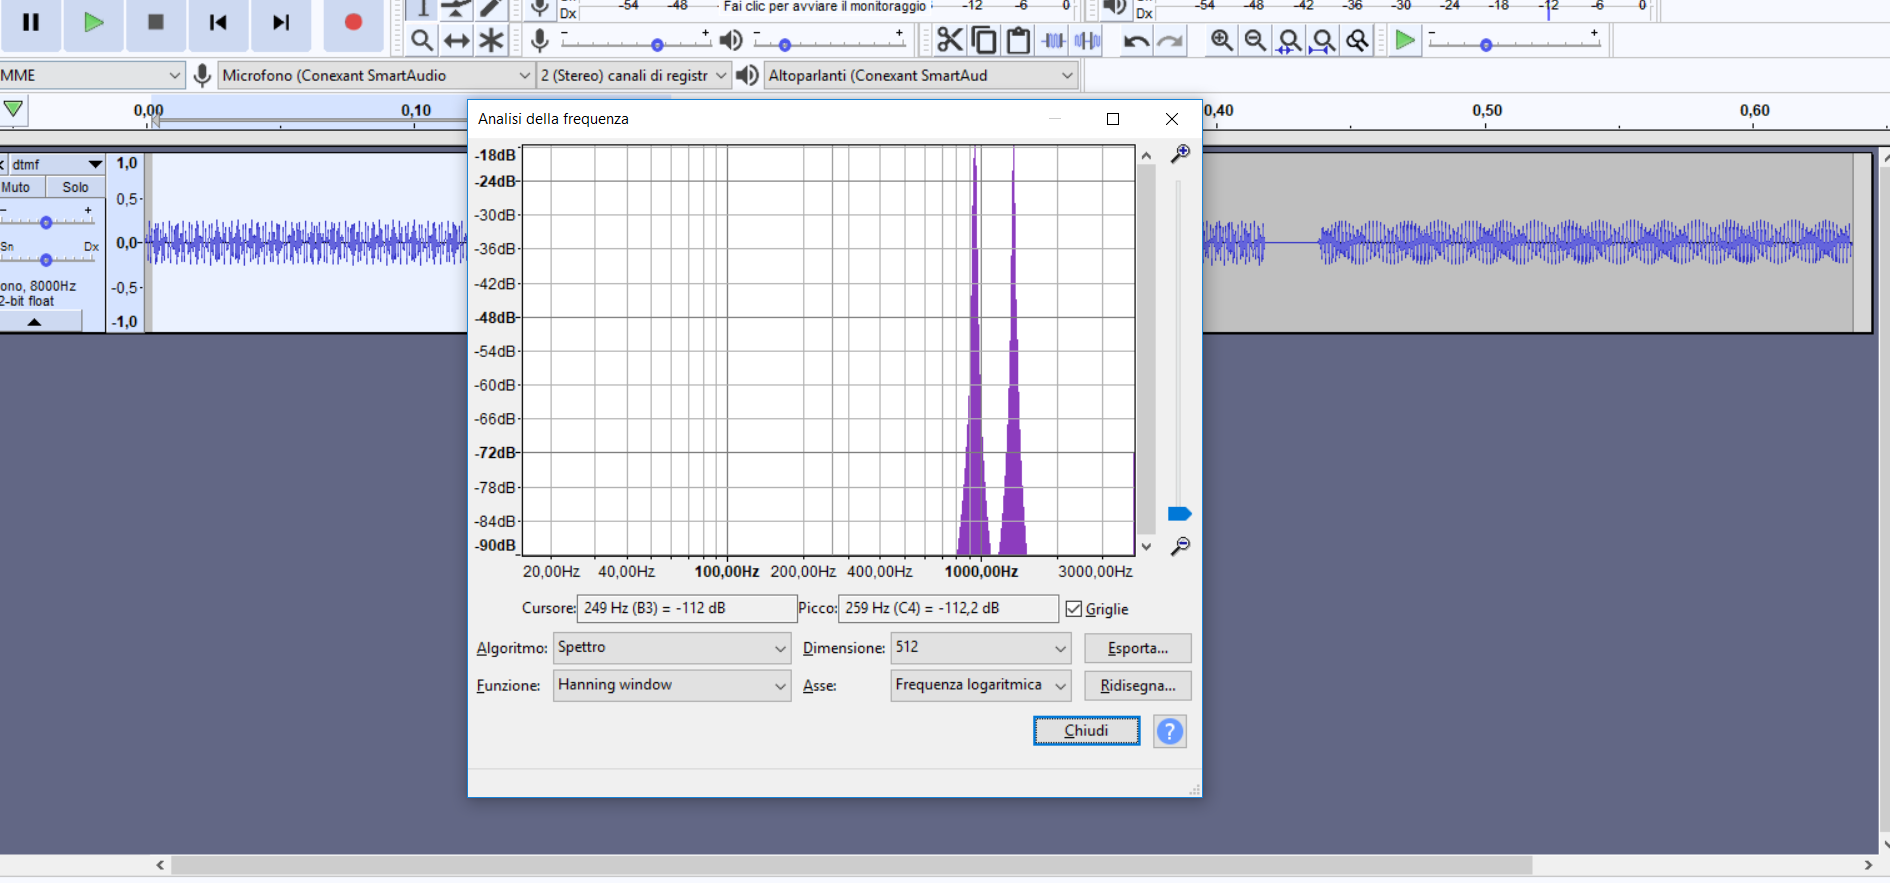 -54 -48 - Fai clic per avviare il monitoraggio -12 -6 0
Dx
-54 -48 -42 -36 -30 -24 -18 -12 -6 0
Dx
- +
- +
- +
MME
Microfono (Conexant SmartAudio
2 (Stereo) canali di registr
Altoparlanti (Conexant SmartAud
0,00 0,10 0,40 0,50 0,60
dtmf
Muto Solo
- +
Sn Dx
ono, 8000Hz
2-bit float
1,0
0,5-
0,0-
-0,5-
-1,0
Analisi della frequenza
-18dB
-24dB
-30dB
-36dB
-42dB
-48dB
-54dB
-60dB
-66dB
-72dB
-78dB
-84dB
-90dB
20,00Hz 40,00Hz 100,00Hz 200,00Hz 400,00Hz 1000,00Hz 3000,00Hz
Cursore: 249 Hz (B3) = -112 dB Picco: 259 Hz (C4) = -112,2 dB Griglie
Algoritmo: Spettro Dimensione: 512 Esporta...
Funzione: Hanning window Asse: Frequenza logaritmica Ridisegna...
Chiudi ?